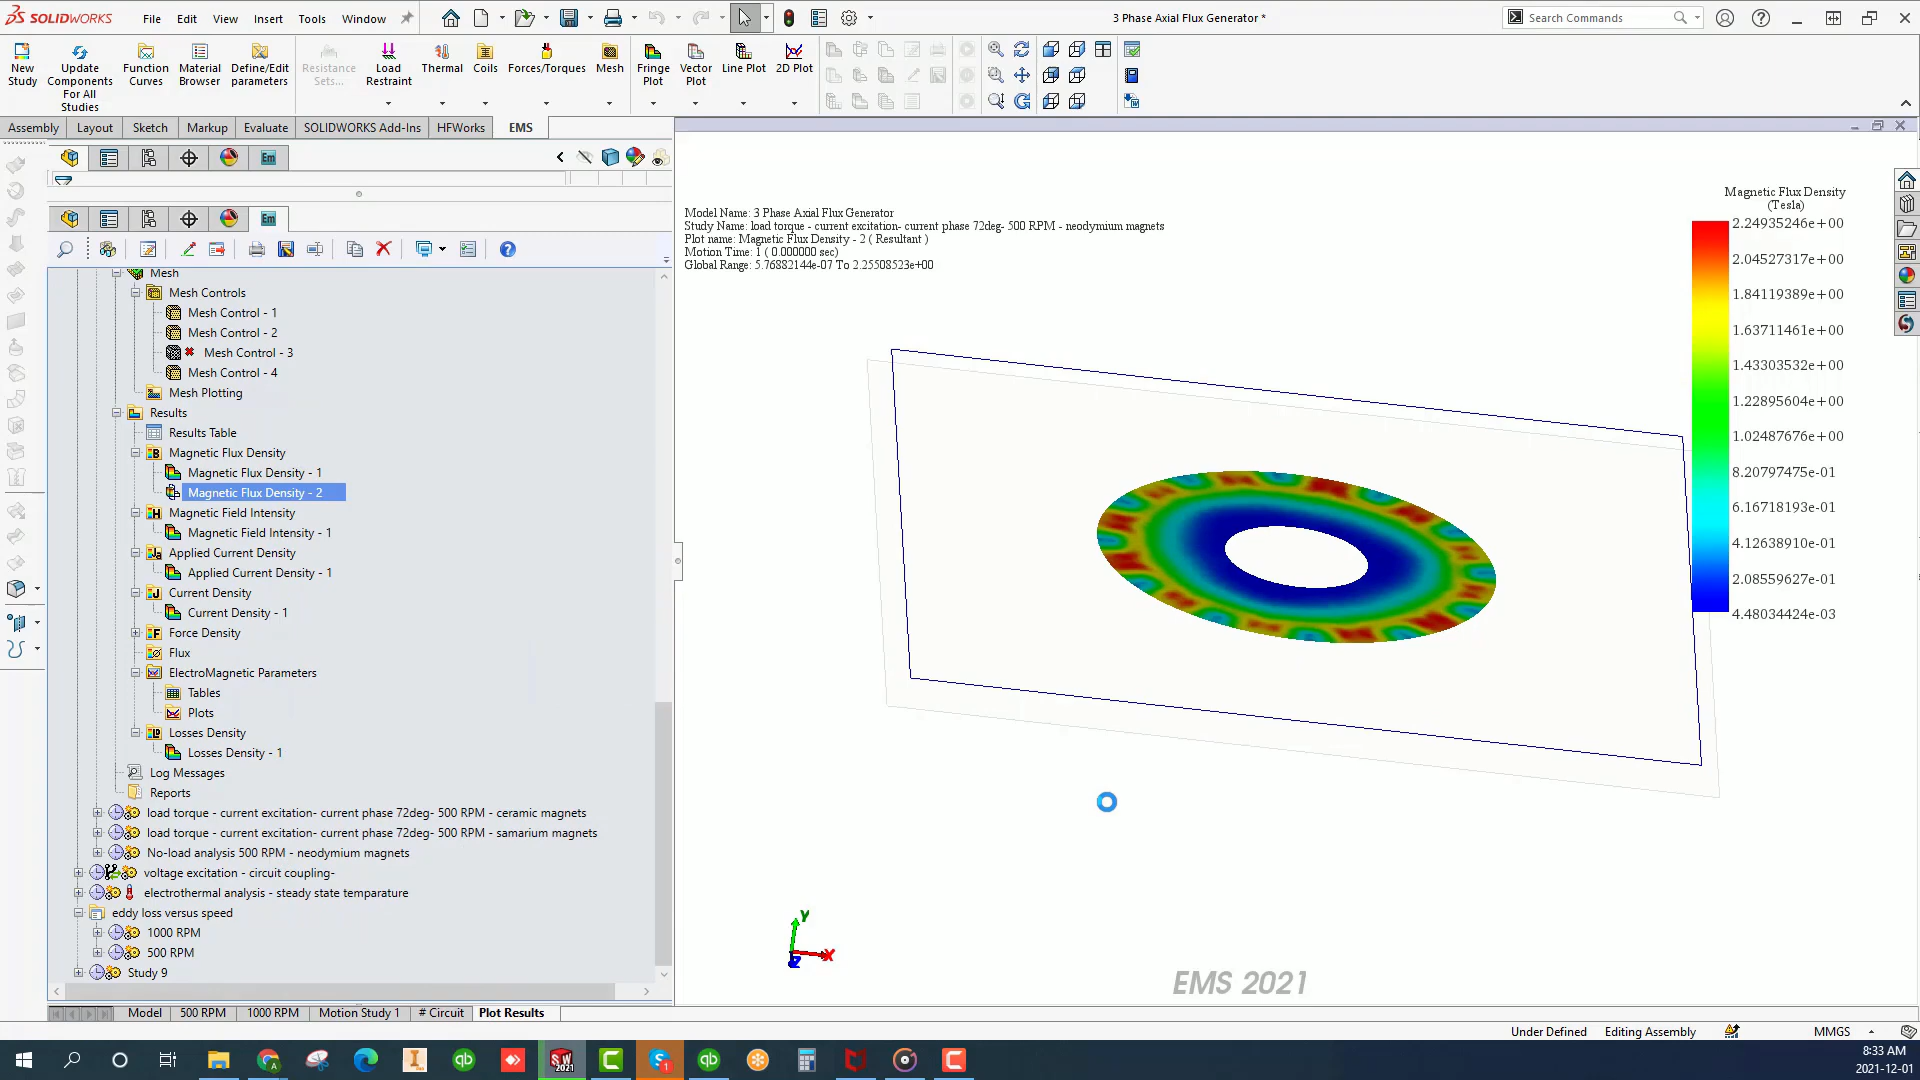 SOLIDWORKS
File Edit View Insert Tools Window
3 Phase Axial Flux Generator *
Search Commands
New Study
Update Components For All Studies
Function Curves
Material Browser
Define/Edit parameters
Resistance Sets...
Load Restraint
Thermal
Coils
Forces/Torques
Mesh
Fringe Plot
Vector Plot
Line Plot
2D Plot
Assembly Layout Sketch Markup Evaluate SOLIDWORKS Add-Ins HFWorks EMS
Em
Em
Mesh
Mesh Controls
Mesh Control - 1
Mesh Control - 2
Mesh Control - 3
Mesh Control - 4
Mesh Plotting
Results
Results Table
Magnetic Flux Density
Magnetic Flux Density - 1
Magnetic Flux Density - 2
Magnetic Field Intensity
Magnetic Field Intensity - 1
Applied Current Density
Applied Current Density - 1
Current Density
Current Density - 1
Force Density
Flux
ElectroMagnetic Parameters
Tables
Plots
Losses Density
Losses Density - 1
Log Messages
Reports
load torque - current excitation- current phase 72deg- 500 RPM - ceramic magnets
load torque - current excitation- current phase 72deg- 500 RPM - samarium magnets
No-load analysis 500 RPM - neodymium magnets
voltage excitation - circuit coupling-
electrothermal analysis - steady state temparature
eddy loss versus speed
1000 RPM
500 RPM
Study 9
Model Name: 3 Phase Axial Flux Generator
Study Name: load torque - current excitation- current phase 72deg- 500 RPM - neodymium magnets
Plot name: Magnetic Flux Density - 2 ( Resultant )
Motion Time: 1 ( 0.000000 sec)
Global Range: 5.76882144e-07 To 2.25508523e+00
Magnetic Flux Density
(Tesla)
2.24935246e+00
2.04527317e+00
1.84119389e+00
1.63711461e+00
1.43303532e+00
1.22895604e+00
1.02487676e+00
8.20797475e-01
6.16718191e-01
4.12638910e-01
2.08559627e-01
4.48034424e-03
Y
X
Z
EMS 2021
Model 500 RPM 1000 RPM Motion Study 1 # Circuit Plot Results
Under Defined Editing Assembly MMGS
8:33 AM
2021-12-01